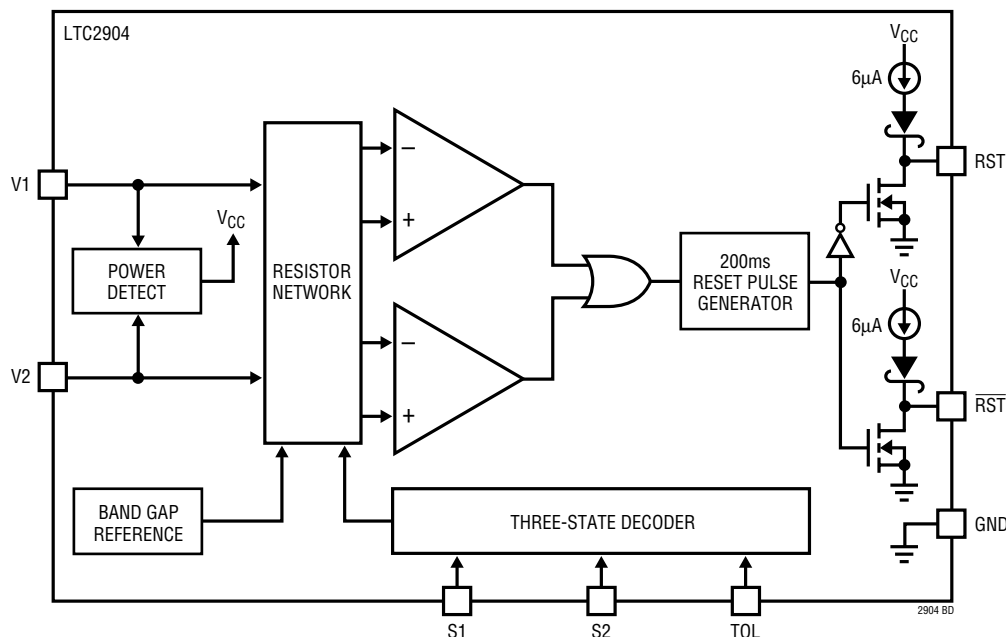 LTC2904
VCC
6μA
RST
V1
VCC
POWER
DETECT
V2
RESISTOR
NETWORK
−
+
−
+
200ms
RESET PULSE
GENERATOR
VCC
6μA
R̅S̅T̅
BAND GAP
REFERENCE
THREE-STATE DECODER
GND
S1
S2
TOL
2904 BD